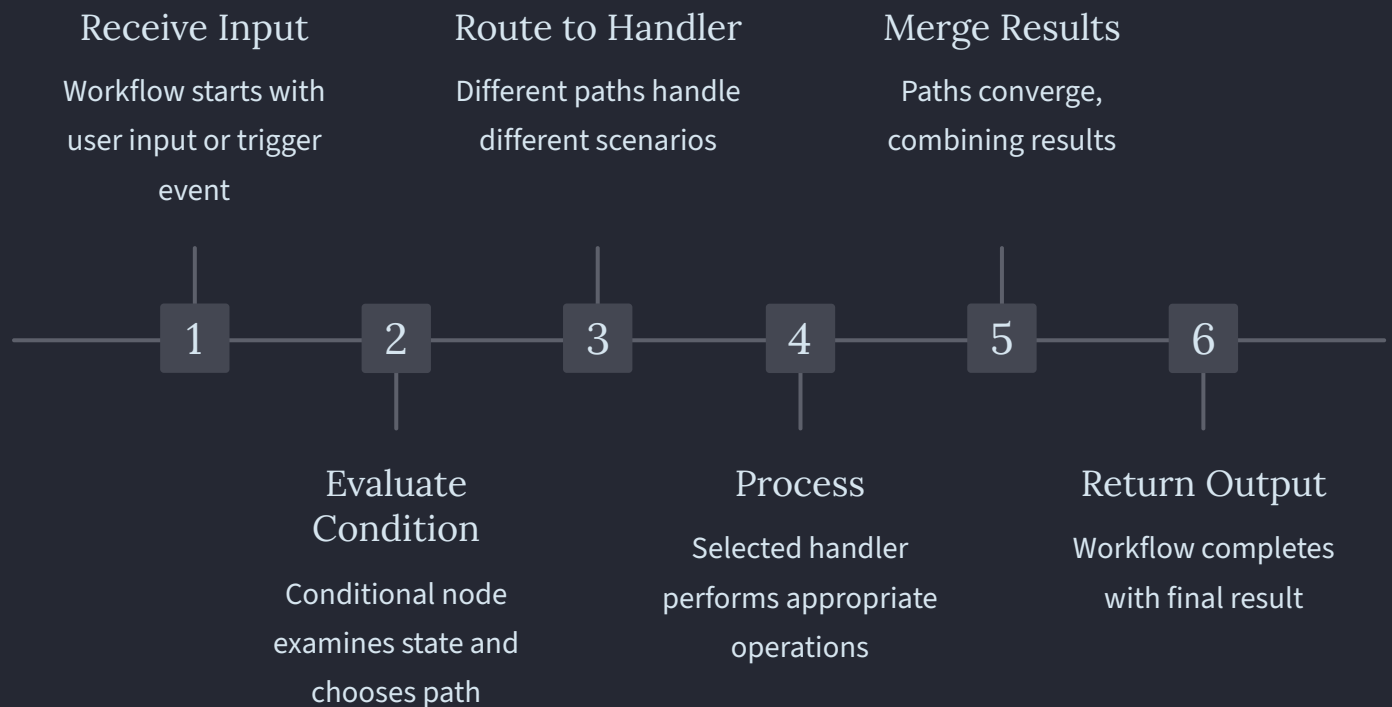 Receive Input
Workflow starts with
user input or trigger
event
Route to Handler
Different paths handle
different scenarios
Merge Results
Paths converge,
combining results
1
2
3
4
5
6
Evaluate
Condition
Conditional node
examines state and
chooses path
Process
Selected handler
performs appropriate
operations
Return Output
Workflow completes
with final result